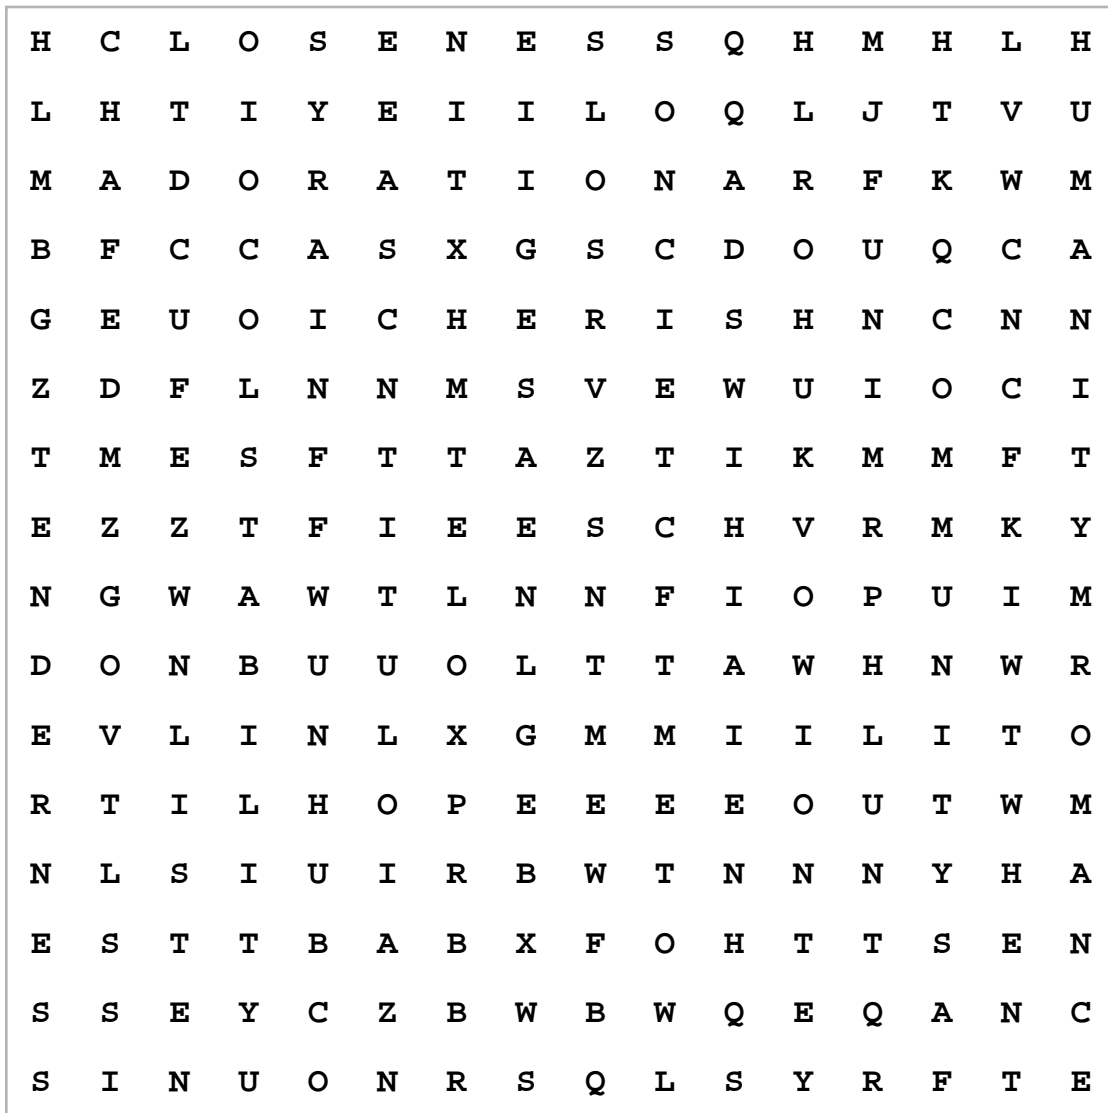 H C L O S E N E S S Q H M H L H
L H T I Y E I I L O Q L J T V U
M A D O R A T I O N A R F K W M
B F C C A S X G S C D O U Q C A
G E U O I C H E R I S H N C N N
Z D F L N N M S V E W U I O C I
T M E S F T T A Z T I K M M F T
E Z Z T F I E E S C H V R M K Y
N G W A W T L N N F I O P U I M
D O N B U U O L T T A W H N W R
E V L I N L X G M M I I L I T O
R T I L H O P E E E E O U T W M
N L S I U I R B W T N N N Y H A
E S T T B A B X F O H T T S E N
S S E Y C Z B W B W Q E Q A N C
S I N U O N R S Q L S Y R F T E